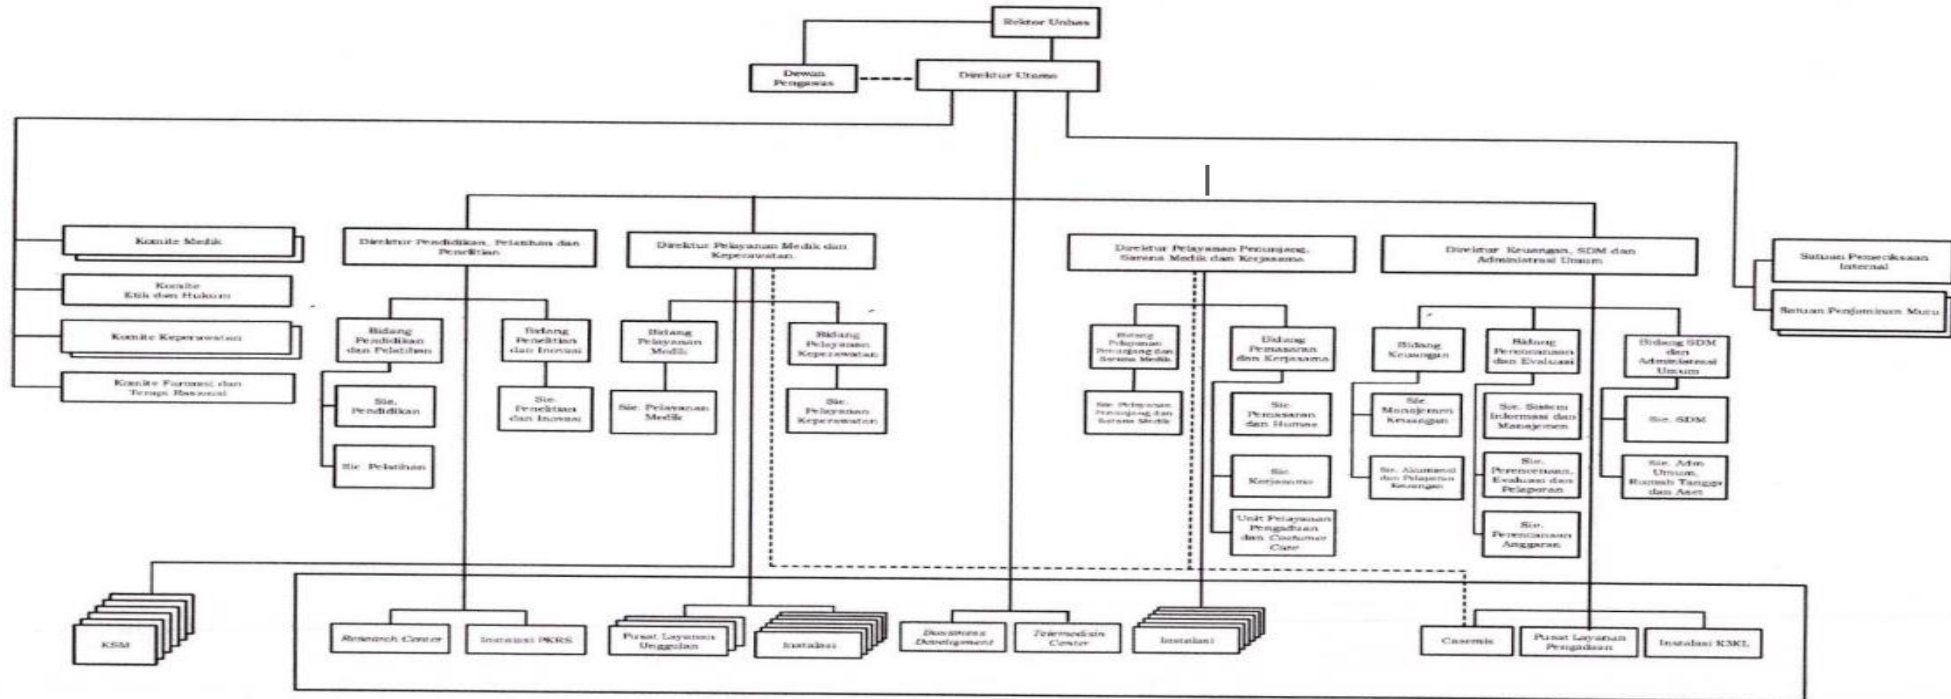 Rektor Unhas
Dewan
Pengawas
Direktur Utama
Komite Medik
Direktur Pendidikan, Pelatihan dan
Penelitian
Direktur Pelayanan Medik dan
Keperawatan
Direktur Pelayanan Penunjang,
Sarana Medik dan Kerjasama
Direktur Keuangan, SDM dan
Administrasi Umum
Satuan Pemeriksaan
Internal
Komite
Etik dan Hukum
Satuan Penjaminan Mutu
Komite Keperawatan
Komite Farmasi dan
Terapi Rasional
Bidang
Pendidikan
dan Pelatihan
Bidang
Penelitian
dan Inovasi
Bidang
Pelayanan
Medik
Bidang
Pelayanan
Keperawatan
Bidang
Pelayanan
Penunjang dan
Sarana Medik
Bidang
Pemasaran
dan Kerjasama
Bidang
Keuangan
Bidang
Perencanaan
dan Evaluasi
Bidang SDM
dan
Administrasi
Umum
Sie.
Pendidikan
Sie.
Penelitian
dan Inovasi
Sie. Pelayanan
Medik
Sie.
Pelayanan
Keperawatan
Sie. Pelayanan
Penunjang dan
Sarana Medik
Sie.
Pemasaran
dan Humas
Sie.
Manajemen
Keuangan
Sie. Sistem
Informasi dan
Manajemen
Sie. SDM
Sie. Pelatihan
Sie.
Kerjasama
Sie. Akuntansi
dan Pelaporan
Keuangan
Sie.
Perencanaan,
Evaluasi dan
Pelaporan
Sie. Adm
Umum,
Rumah Tangga
dan Aset
Unit Pelayanan
Pengaduan
dan Costumer
Care
Sie.
Perencanaan
Anggaran
KSM
Research Center
Instalasi PKRS
Pusat Layanan
Unggulan
Instalasi
Bussiness
Development
Telemedisin
Center
Instalasi
Casemix
Pusat Layanan
Pengadaan
Instalasi K3KL